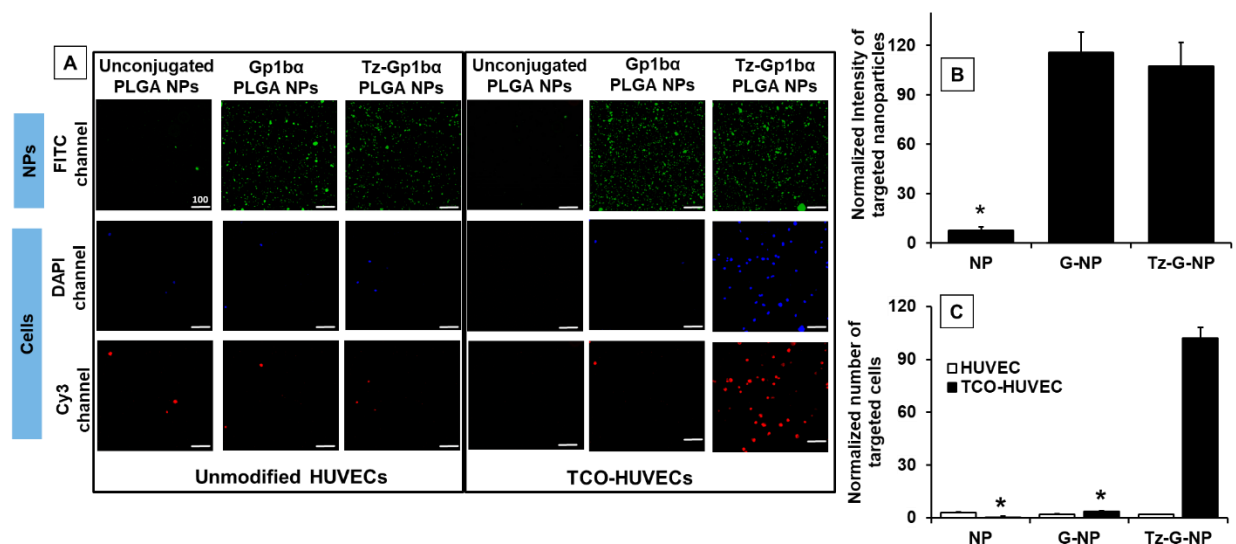 A
Unconjugated PLGA NPs
Gp1bα PLGA NPs
Tz-Gp1bα PLGA NPs
Unconjugated PLGA NPs
Gp1bα PLGA NPs
Tz-Gp1bα PLGA NPs
NPs
FITC channel
100
Cells
DAPI channel
Cy3 channel
Unmodified HUVECs
TCO-HUVECs
B
Normalized Intensity of targeted nanoparticles
120
90
60
30
0
*
NP
G-NP
Tz-G-NP
C
Normalized number of targeted cells
120
90
60
30
0
HUVEC
TCO-HUVEC
*
*
NP
G-NP
Tz-G-NP